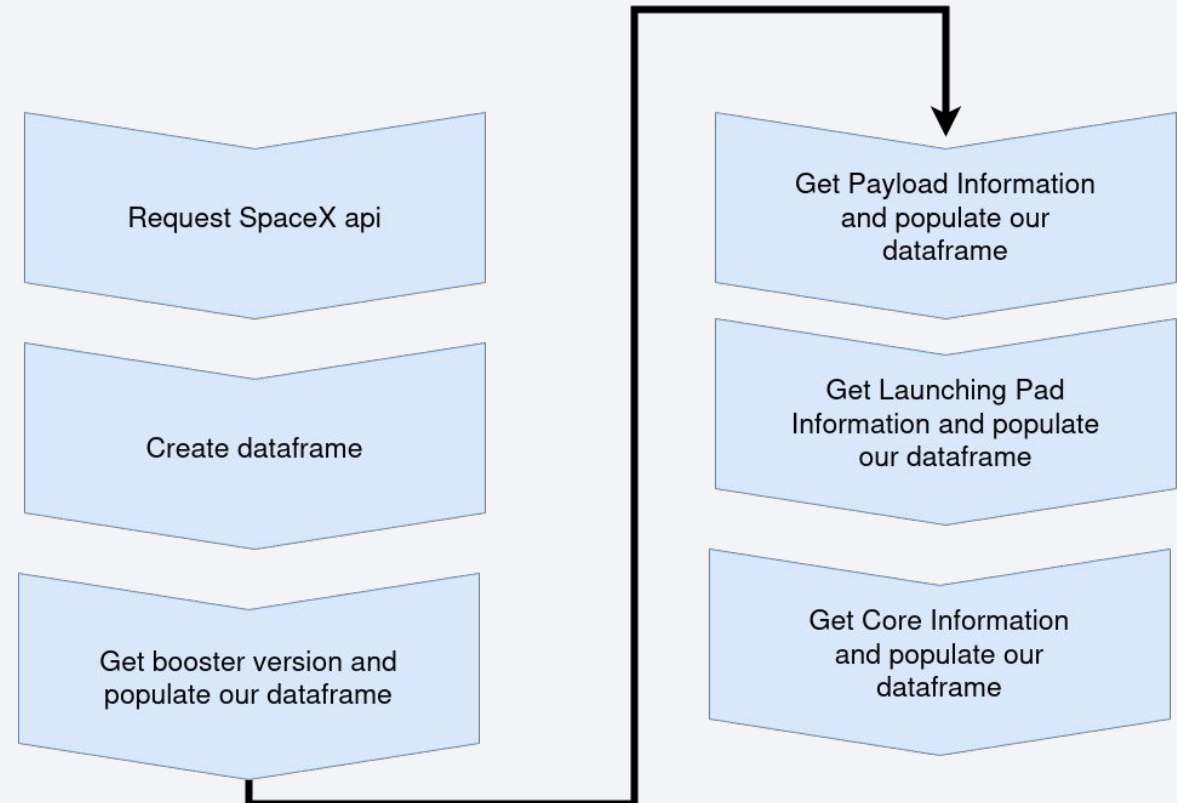 Request SpaceX api
Create dataframe
Get booster version and
populate our dataframe
Get Payload Information
and populate our
dataframe
Get Launching Pad
Information and populate
our dataframe
Get Core Information
and populate our
dataframe